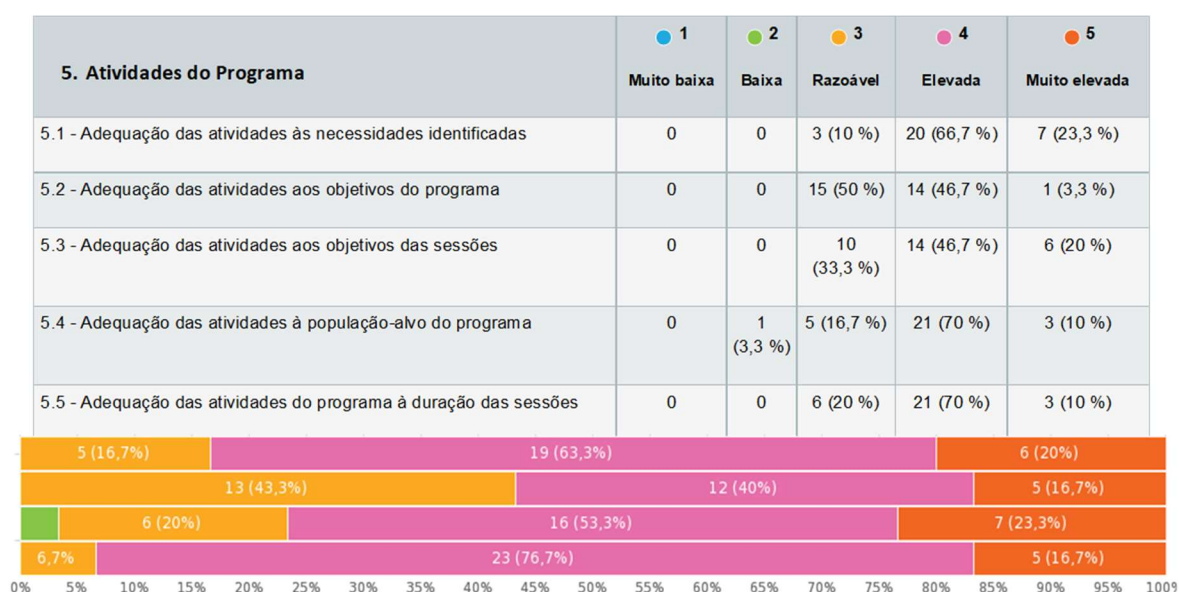 5. Atividades do Programa
1 2 3 4 5
Muito baixa Baixa Razoável Elevada Muito elevada
5.1 - Adequação das atividades às necessidades identificadas 0 0 3 (10 %) 20 (66,7 %) 7 (23,3 %)
5.2 - Adequação das atividades aos objetivos do programa 0 0 15 (50 %) 14 (46,7 %) 1 (3,3 %)
5.3 - Adequação das atividades aos objetivos das sessões 0 0 10 14 (46,7 %) 6 (20 %)
(33,3 %)
5.4 - Adequação das atividades à população-alvo do programa 0 1 5 (16,7 %) 21 (70 %) 3 (10 %)
(3,3 %)
5.5 - Adequação das atividades do programa à duração das sessões 0 0 6 (20 %) 21 (70 %) 3 (10 %)
5 (16,7%) 19 (63,3%) 6 (20%)
13 (43,3%) 12 (40%) 5 (16,7%)
6 (20%) 16 (53,3%) 7 (23,3%)
6,7% 23 (76,7%) 5 (16,7%)
0% 5% 10% 15% 20% 25% 30% 35% 40% 45% 50% 55% 60% 65% 70% 75% 80% 85% 90% 95% 100%